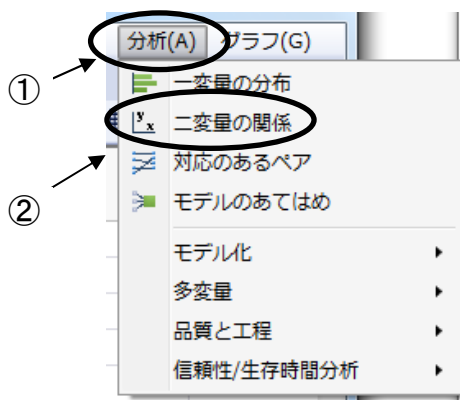 分析(A) グラフ(G)
①
一変量の分布
y x 二変量の関係
②
対応のあるペア
モデルのあてはめ
モデル化
多変量
品質と工程
信頼性/生存時間分析